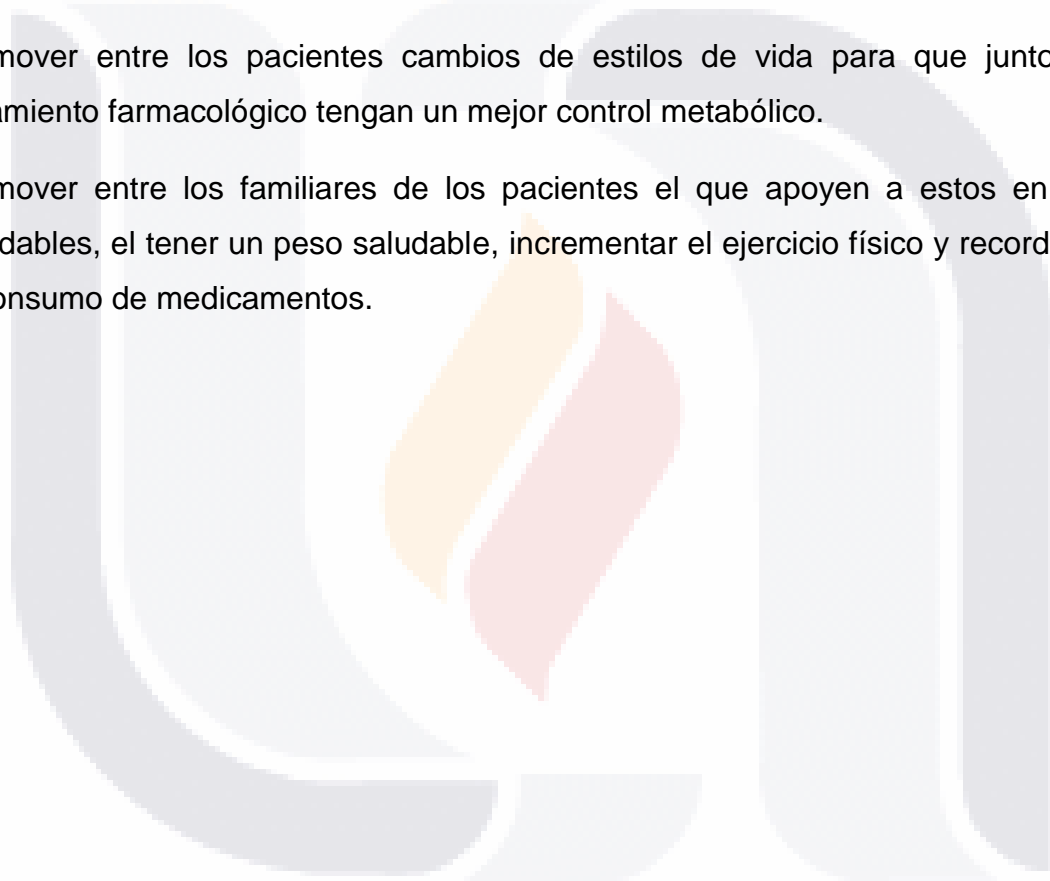 mover entre los pacientes cambios de estilos de vida para que junto
amiento farmacológico tengan un mejor control metabólico.
mover entre los familiares de los pacientes el que apoyen a estos en
dables, el tener un peso saludable, incrementar el ejercicio físico y record
onsumo de medicamentos.